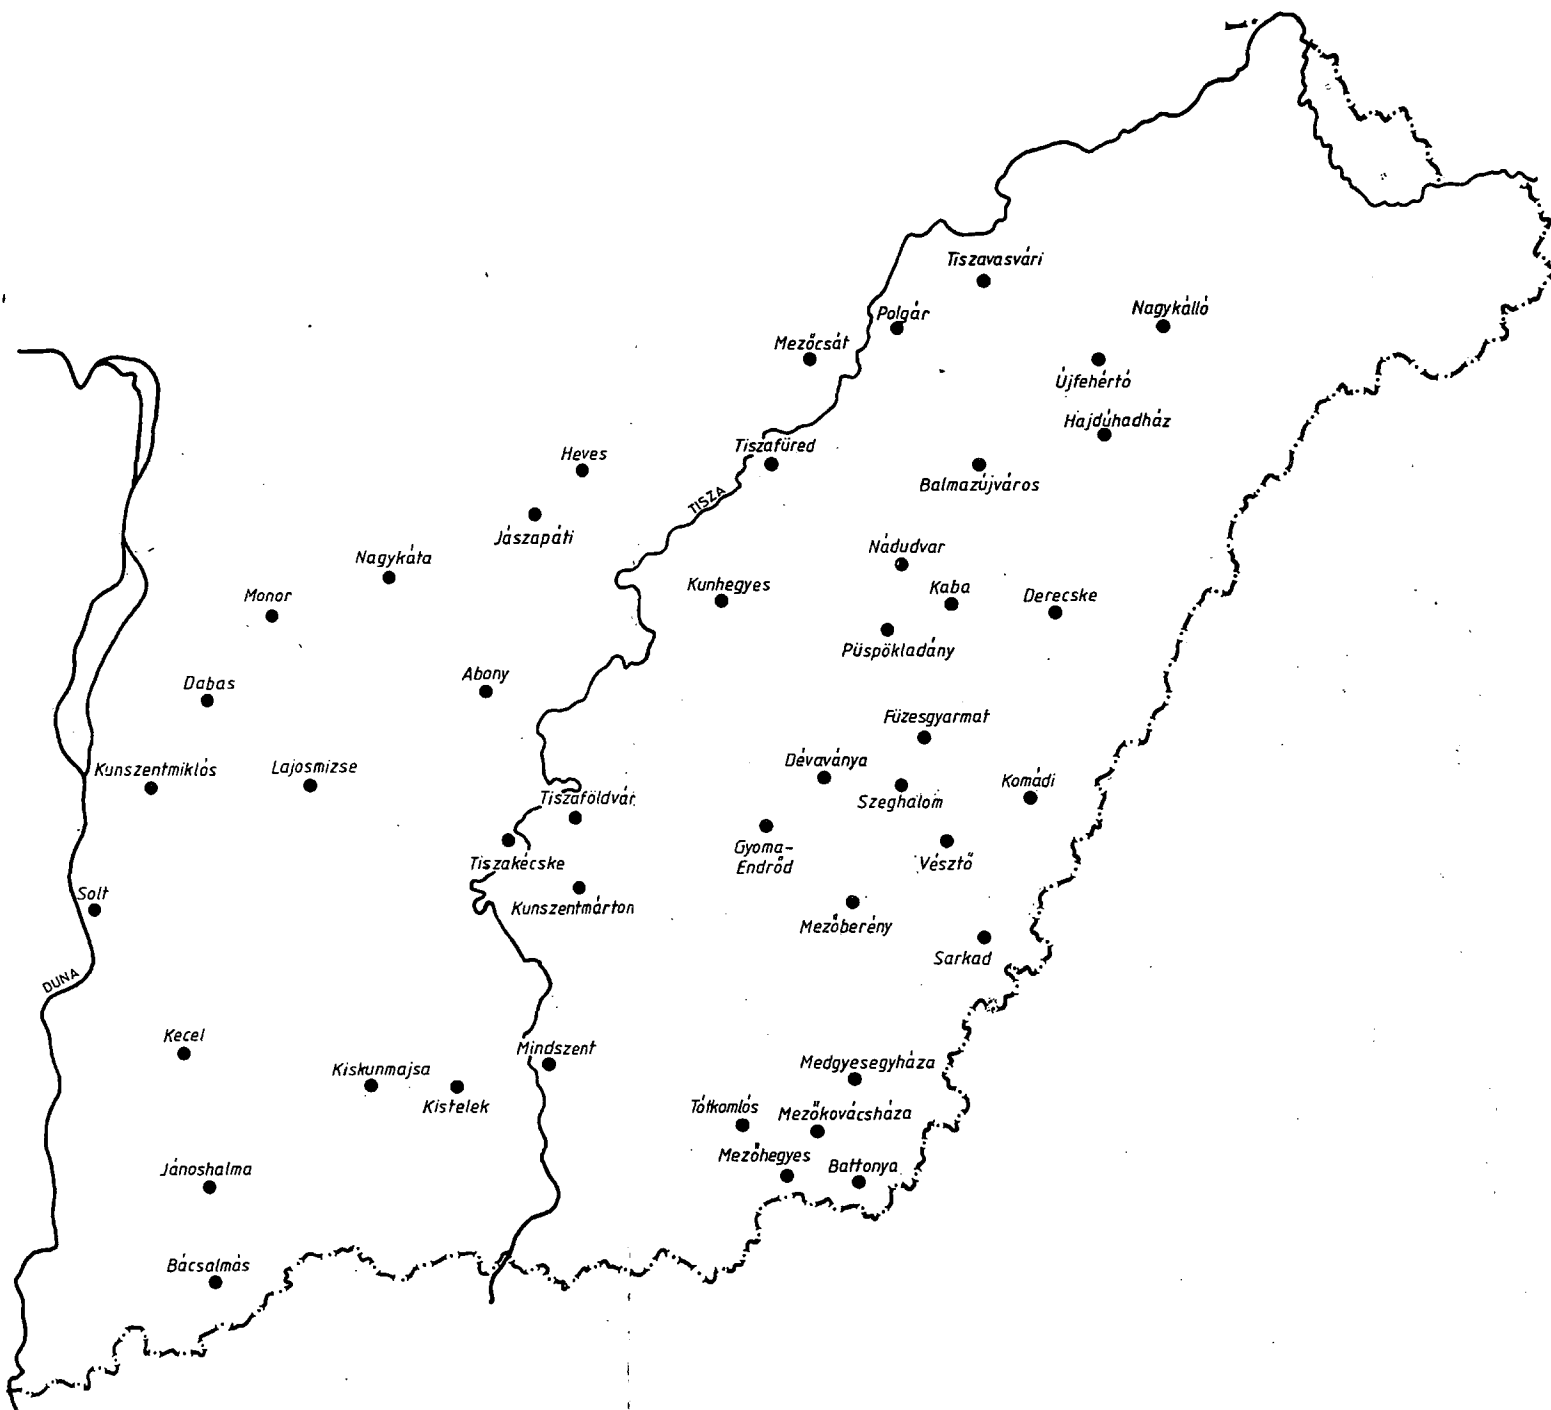 Tiszavasvári
Polgár
Nagykálló
Mezőcsát
Újfehértó
Hajdúhadház
Tiszafüred
Heves
Balmazújváros
TISZA
Jászapáti
Nádudvar
Nagykáta
Kunhegyes
Kaba
Derecske
Monor
Püspökladány
Abony
Dabas
Füzesgyarmat
Dévaványa
Kunszentmiklós
Lajosmizse
Komádi
Tiszaföldvár
Szeghalom
Gyoma-
Endrőd
Tiszakécske
Vésztő
Solt
Kunszentmárton
Mezőberény
Sarkad
DUNA
Kecel
Mindszent
Medgyesegyháza
Kiskunmajsa
Kistelek
Tótkomlós
Mezőkovácsháza
Mezőhegyes
Battonya
Jánoshalma
Bácsalmás